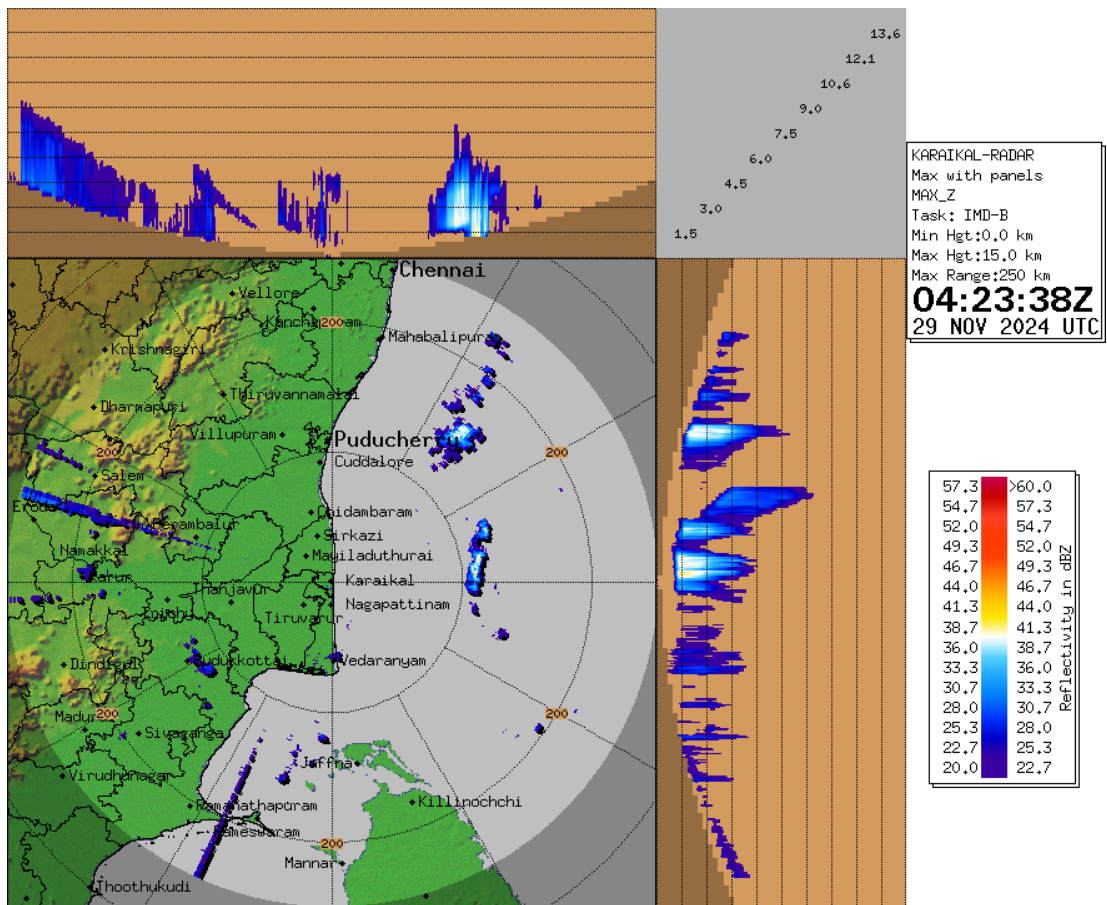 13.6
12.1
10.6
9.0
7.5
6.0
4.5
3.0
1.5
KARAIKAL-RADAR
Max with panels
MAX_Z
Task: IMD-B
Min Hgt:0.0 km
Max Hgt:15.0 km
Max Range:250 km
04:23:38Z
29 NOV 2024 UTC
Chennai
Vellore
200
Mahabalipuram
Krishnagiri
Thiruvannamalai
Dharmapuri
Villupuram
Puducherry
200
200
Cuddalore
Salem
Erode
Chidambaram
Perambalur
Sirkazi
Namakkal
Mayiladuthurai
Karur
Karaikal
Thanjavur
Nagapattinam
Trichy
Tiruvarur
Dindigul
Pudukkottai
Vedaranyam
200
200
Madurai
Sivaganga
Jaffna
Virudhunagar
Killinochchi
Ramanathapuram
Rameswaram
200
Mannar
Thoothukudi
57.3 >60.0
54.7 57.3
52.0 54.7
49.3 52.0
46.7 49.3
44.0 46.7
41.3 44.0
38.7 41.3
36.0 38.7
33.3 36.0
30.7 33.3
28.0 30.7
25.3 28.0
22.7 25.3
20.0 22.7
Reflectivity in dBZ